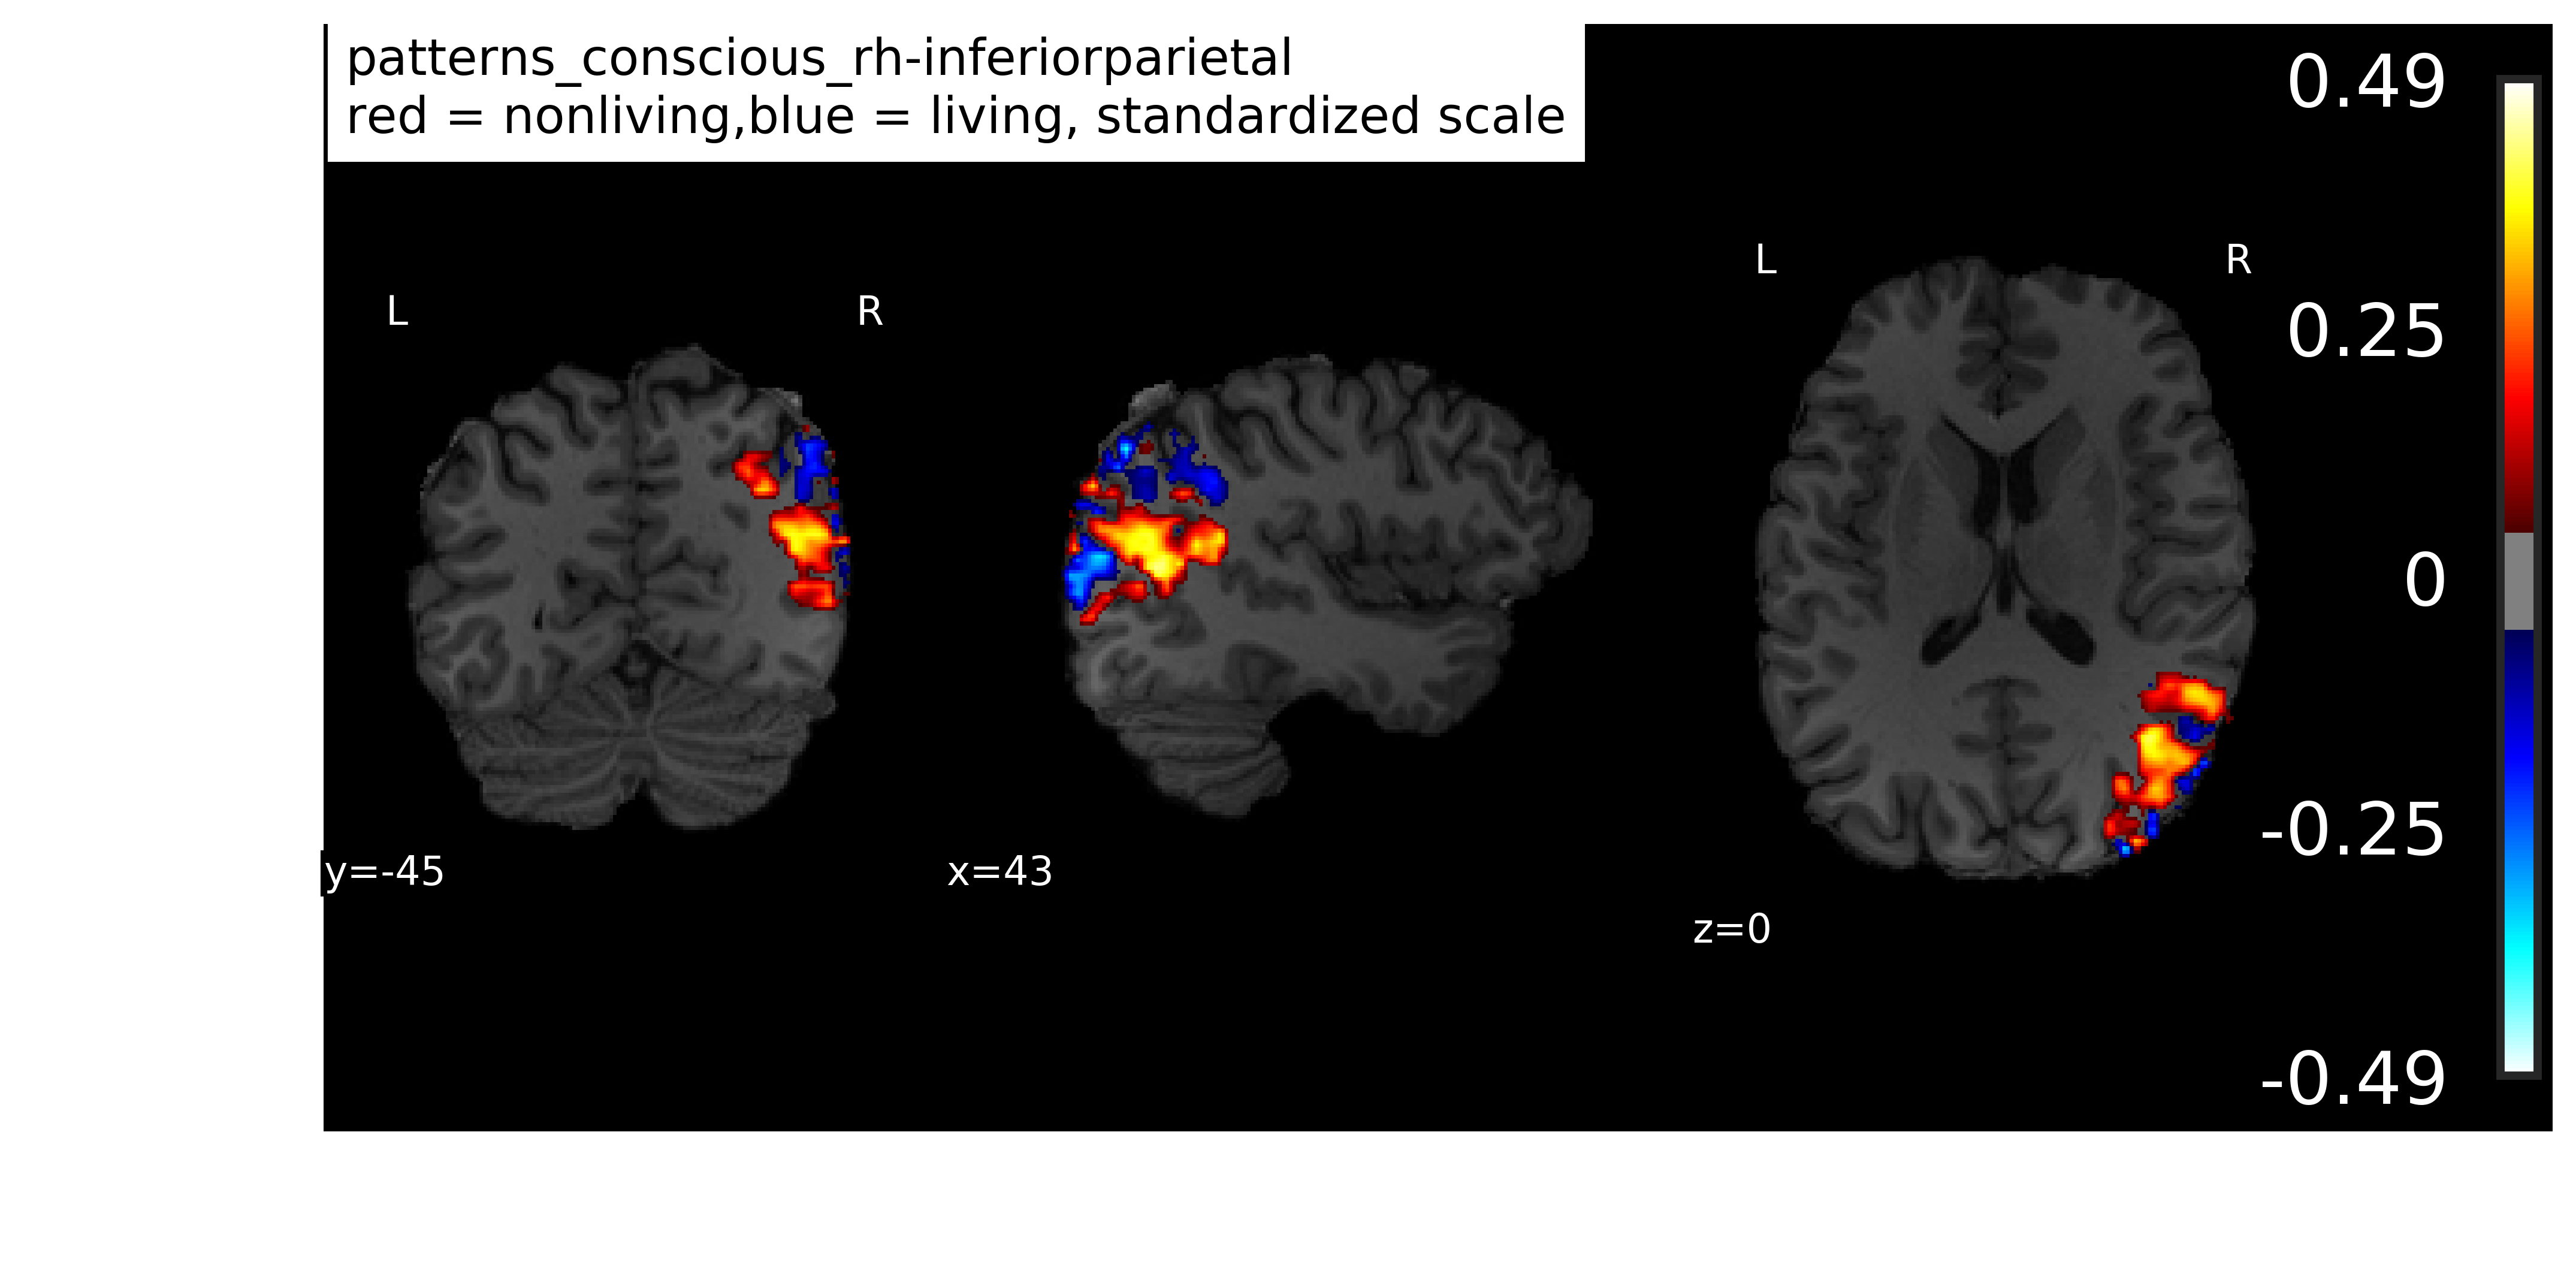 patterns_conscious_rh-inferiorparietal
red = nonliving,blue = living, standardized scale
L
R
L
R
y=-45
x=43
z=0
0.49
0.25
0
-0.25
-0.49